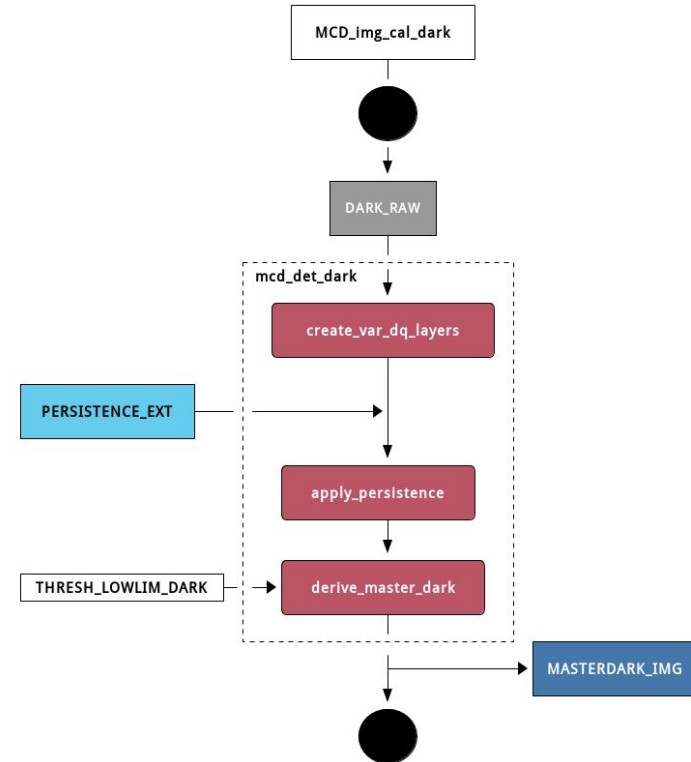 MCD_img_cal_dark
DARK_RAW
mcd_det_dark
create_var_dq_layers
PERSISTENCE_EXT
apply_persistence
THRESH_LOWLIM_DARK
derive_master_dark
MASTERDARK_IMG